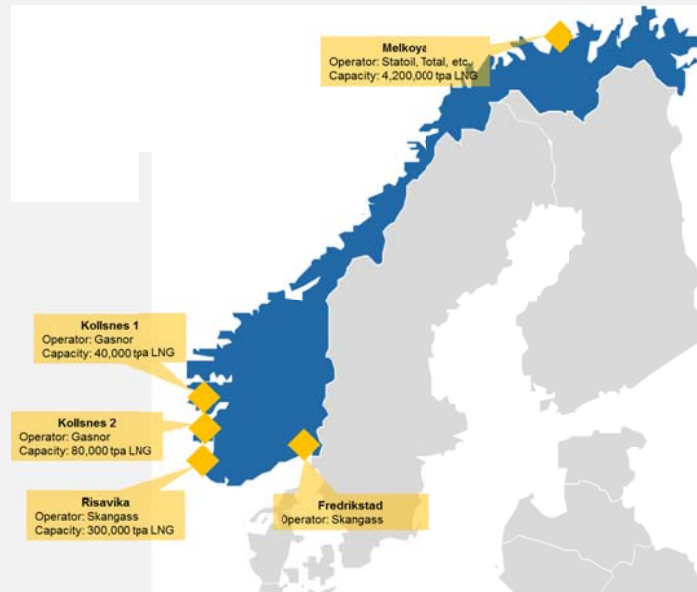 Melkoya
Operator: Statoil, Total, etc.
Capacity: 4,200,000 tpa LNG
Kollsnes 1
Operator: Gasnor
Capacity: 40,000 tpa LNG
Kollsnes 2
Operator: Gasnor
Capacity: 80,000 tpa LNG
Risavika
Operator: Skangass
Capacity: 300,000 tpa LNG
Fredrikstad
Operator: Skangass